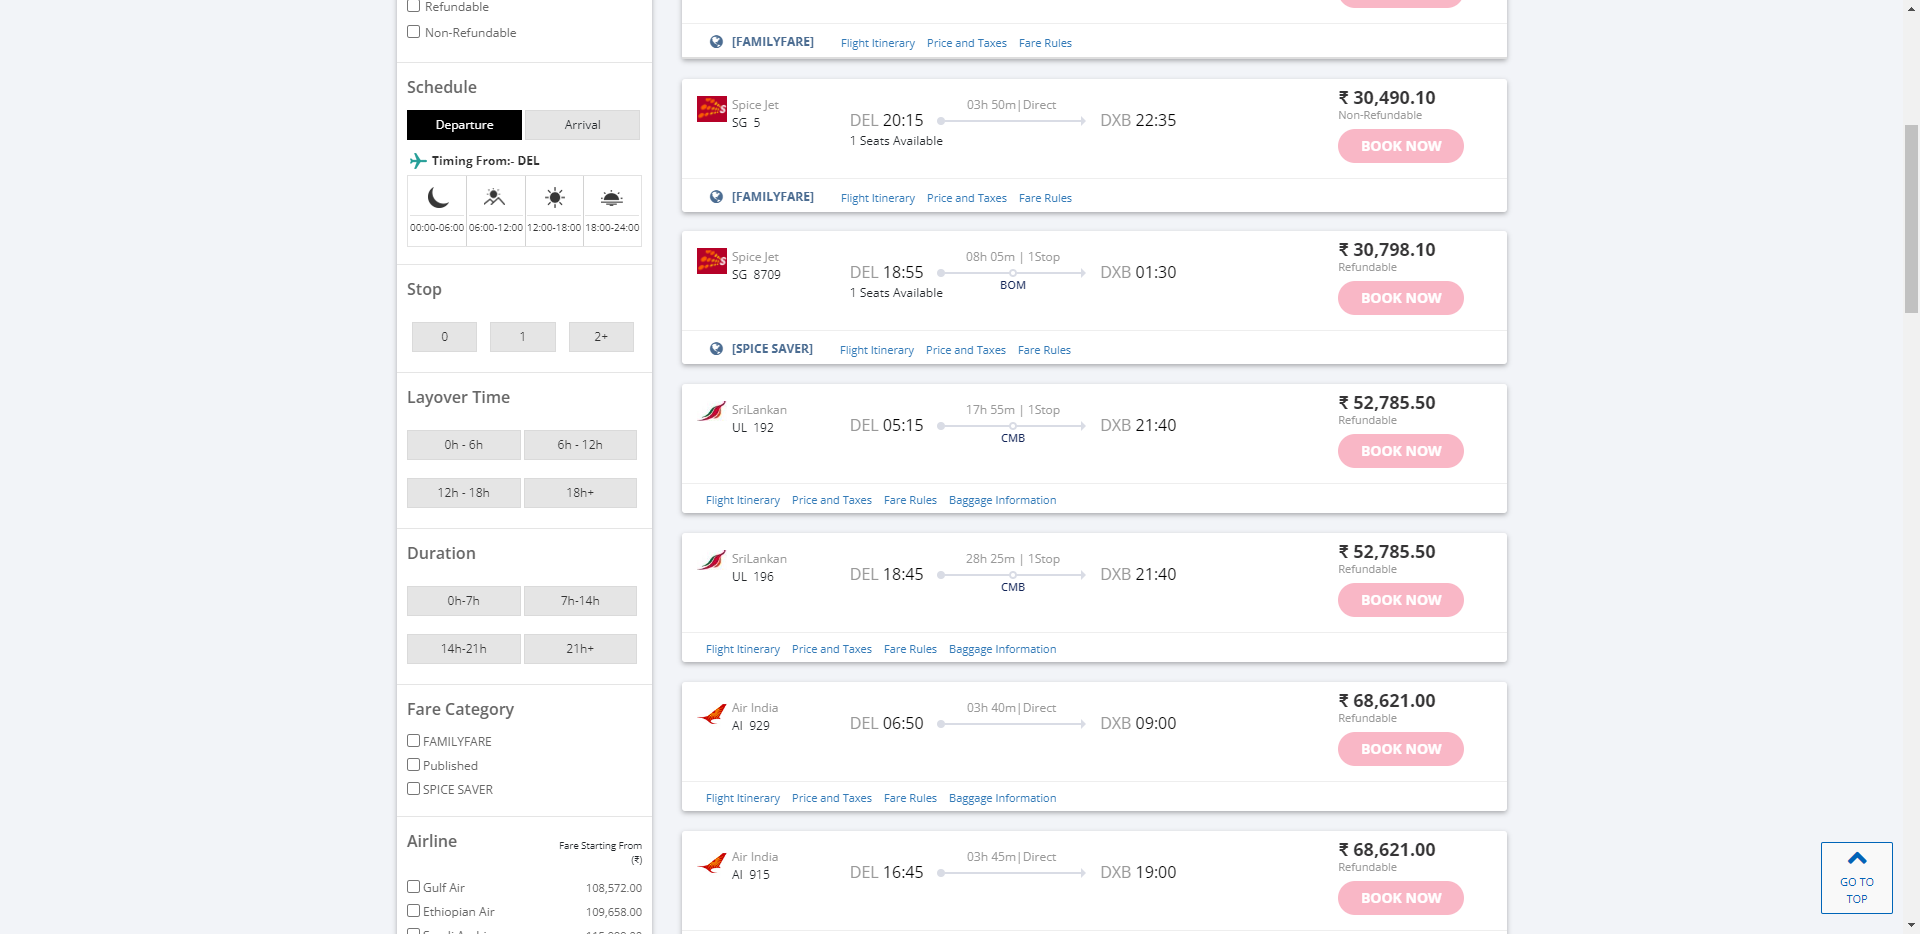 Refundable
Non-Refundable
Schedule
Departure
Arrival
Timing From:- DEL
00:00-06:00
06:00-12:00
12:00-18:00
18:00-24:00
Stop
0
1
2+
Layover Time
0h - 6h
6h - 12h
12h - 18h
18h+
Duration
0h-7h
7h-14h
14h-21h
21h+
Fare Category
FAMILYFARE
Published
SPICE SAVER
Airline
Fare Starting From
(₹)
Gulf Air 108,572.00
Ethiopian Air 109,658.00
[FAMILYFARE] Flight Itinerary Price and Taxes Fare Rules
Spice Jet
SG 5
DEL 20:15
1 Seats Available
03h 50m|Direct
DXB 22:35
₹ 30,490.10
Non-Refundable
BOOK NOW
[FAMILYFARE] Flight Itinerary Price and Taxes Fare Rules
Spice Jet
SG 8709
DEL 18:55
1 Seats Available
08h 05m | 1Stop
BOM
DXB 01:30
₹ 30,798.10
Refundable
BOOK NOW
[SPICE SAVER] Flight Itinerary Price and Taxes Fare Rules
SriLankan
UL 192
DEL 05:15
17h 55m | 1Stop
CMB
DXB 21:40
₹ 52,785.50
Refundable
BOOK NOW
Flight Itinerary Price and Taxes Fare Rules Baggage Information
SriLankan
UL 196
DEL 18:45
28h 25m | 1Stop
CMB
DXB 21:40
₹ 52,785.50
Refundable
BOOK NOW
Flight Itinerary Price and Taxes Fare Rules Baggage Information
Air India
AI 929
DEL 06:50
03h 40m|Direct
DXB 09:00
₹ 68,621.00
Refundable
BOOK NOW
Flight Itinerary Price and Taxes Fare Rules Baggage Information
Air India
AI 915
DEL 16:45
03h 45m|Direct
DXB 19:00
₹ 68,621.00
Refundable
BOOK NOW
GO TO
TOP